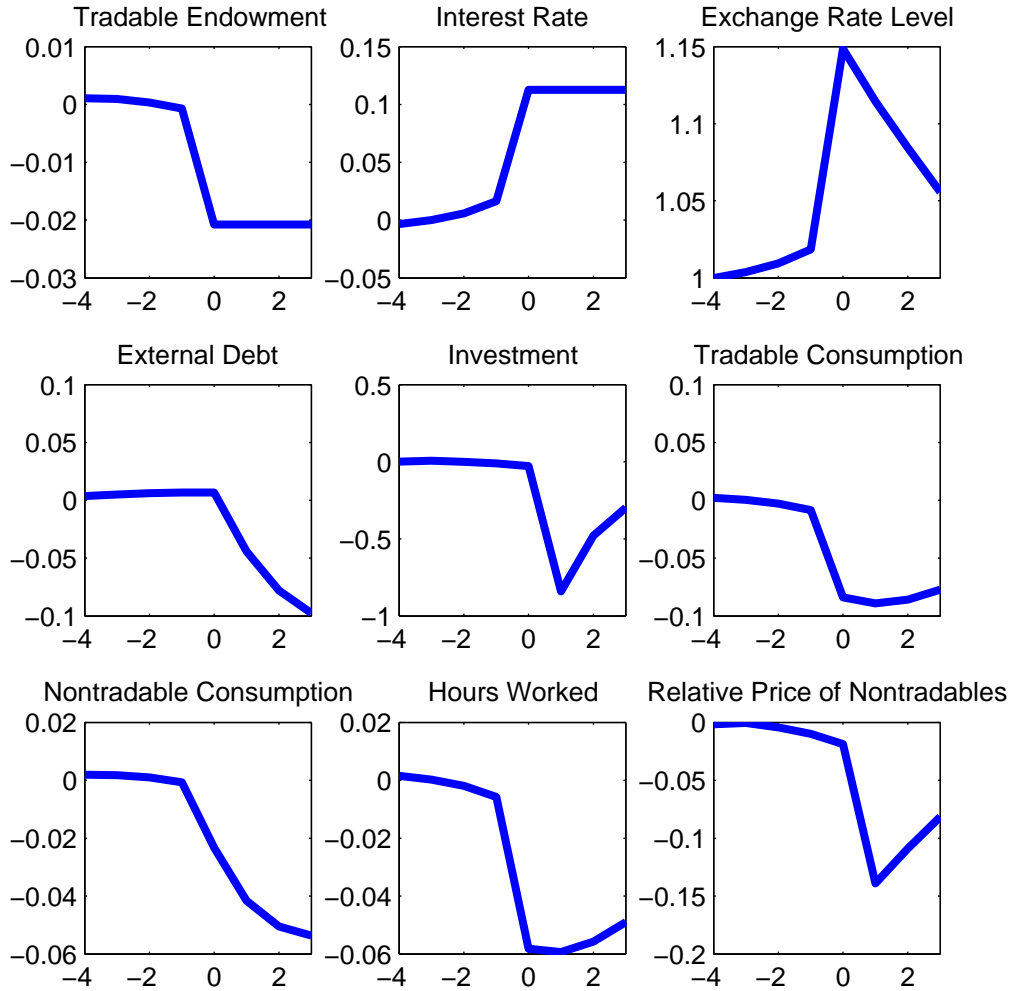 Tradable Endowment
0.01
0
−0.01
−0.02
−0.03
−4 −2 0 2
Interest Rate
0.15
0.1
0.05
0
−0.05
−4 −2 0 2
Exchange Rate Level
1.15
1.1
1.05
1
−4 −2 0 2
External Debt
0.1
0.05
0
−0.05
−0.1
−4 −2 0 2
Investment
0.5
0
−0.5
−1
−4 −2 0 2
Tradable Consumption
0.1
0.05
0
−0.05
−0.1
−4 −2 0 2
Nontradable Consumption
0.02
0
−0.02
−0.04
−0.06
−4 −2 0 2
Hours Worked
0.02
0
−0.02
−0.04
−0.06
−4 −2 0 2
Relative Price of Nontradables
0
−0.05
−0.1
−0.15
−0.2
−4 −2 0 2